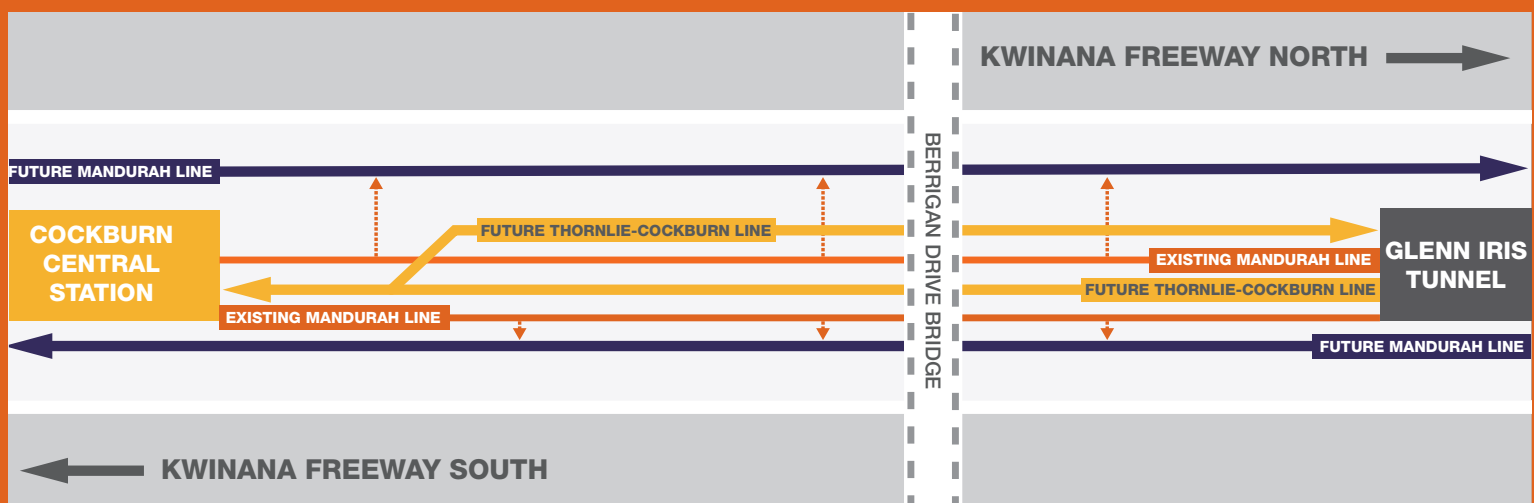 KWINANA FREEWAY NORTH
FUTURE MANDURAH LINE
COCKBURN
CENTRAL
STATION
FUTURE THORNLIE-COCKBURN LINE
BERRIGAN DRIVE BRIDGE
EXISTING MANDURAH LINE
GLENN IRIS
TUNNEL
FUTURE THORNLIE-COCKBURN LINE
EXISTING MANDURAH LINE
FUTURE MANDURAH LINE
KWINANA FREEWAY SOUTH